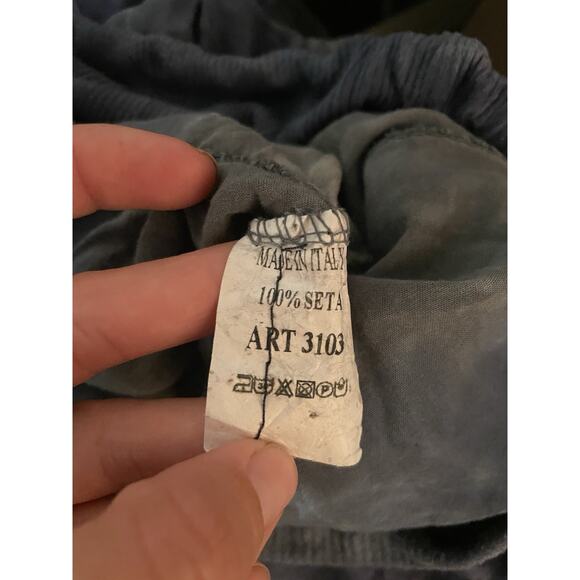 MADE IN ITALY
100% SETA
ART 3103
P